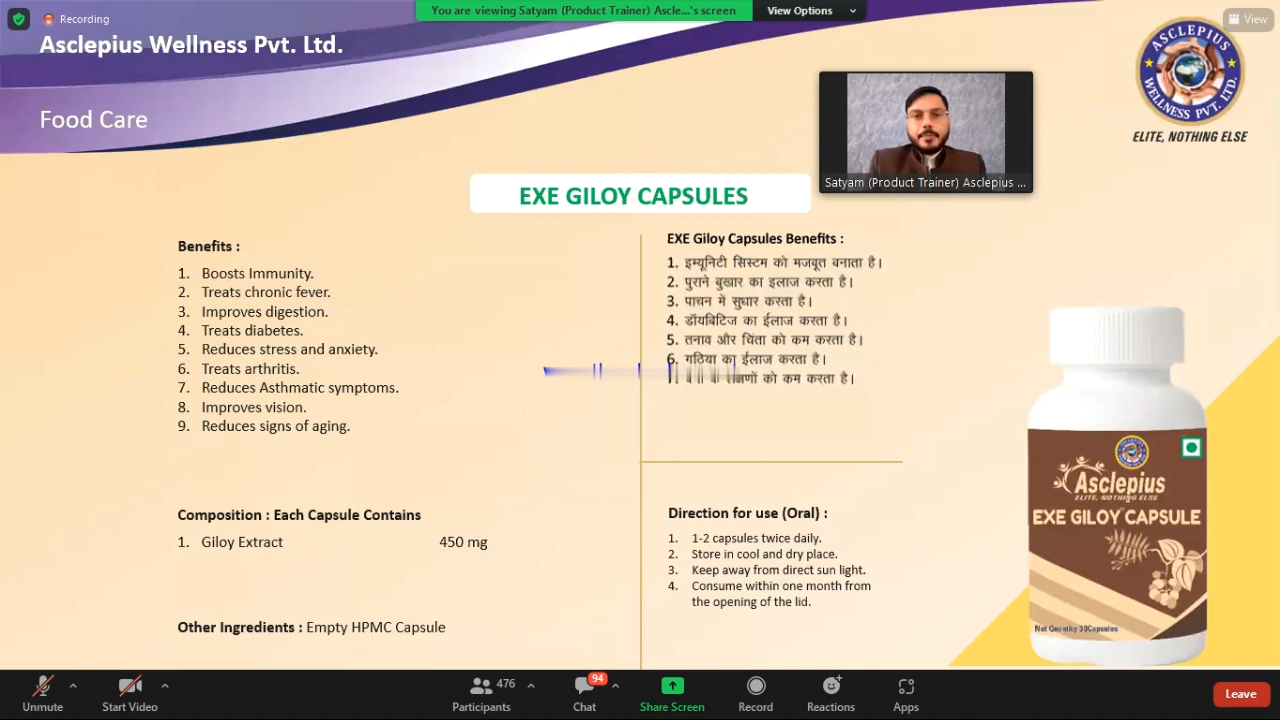 Recording
You are viewing Satyam (Product Trainer) Ascle...'s screen
View Options
View
Asclepius Wellness Pvt. Ltd.
Food Care
ASCLEPIUS
WELLNESS PVT. LTD.
ELITE, NOTHING ELSE
Satyam (Product Trainer) Asclepius ...
EXE GILOY CAPSULES
Benefits :
1. Boosts Immunity.
2. Treats chronic fever.
3. Improves digestion.
4. Treats diabetes.
5. Reduces stress and anxiety.
6. Treats arthritis.
7. Reduces Asthmatic symptoms.
8. Improves vision.
9. Reduces signs of aging.
EXE Giloy Capsules Benefits :
1. इम्यूनिटी सिस्टम को मजबूत बनाता है।
2. पुराने बुखार का इलाज करता है।
3. पाचन में सुधार करता है।
4. डॉयबिटिज का ईलाज करता है।
5. तनाव और चिंता को कम करता है।
6. गठिया का ईलाज करता है।
को कम करता है।
Composition : Each Capsule Contains
1. Giloy Extract 450 mg
Other Ingredients : Empty HPMC Capsule
Direction for use (Oral) :
1. 1-2 capsules twice daily.
2. Store in cool and dry place.
3. Keep away from direct sun light.
4. Consume within one month from
the opening of the lid.
Asclepius
ELITE, NOTHING ELSE
EXE GILOY CAPSULE
Net Quantity 30Capsules
Unmute
Start Video
476
Participants
94
Chat
Share Screen
Record
Reactions
Apps
Leave